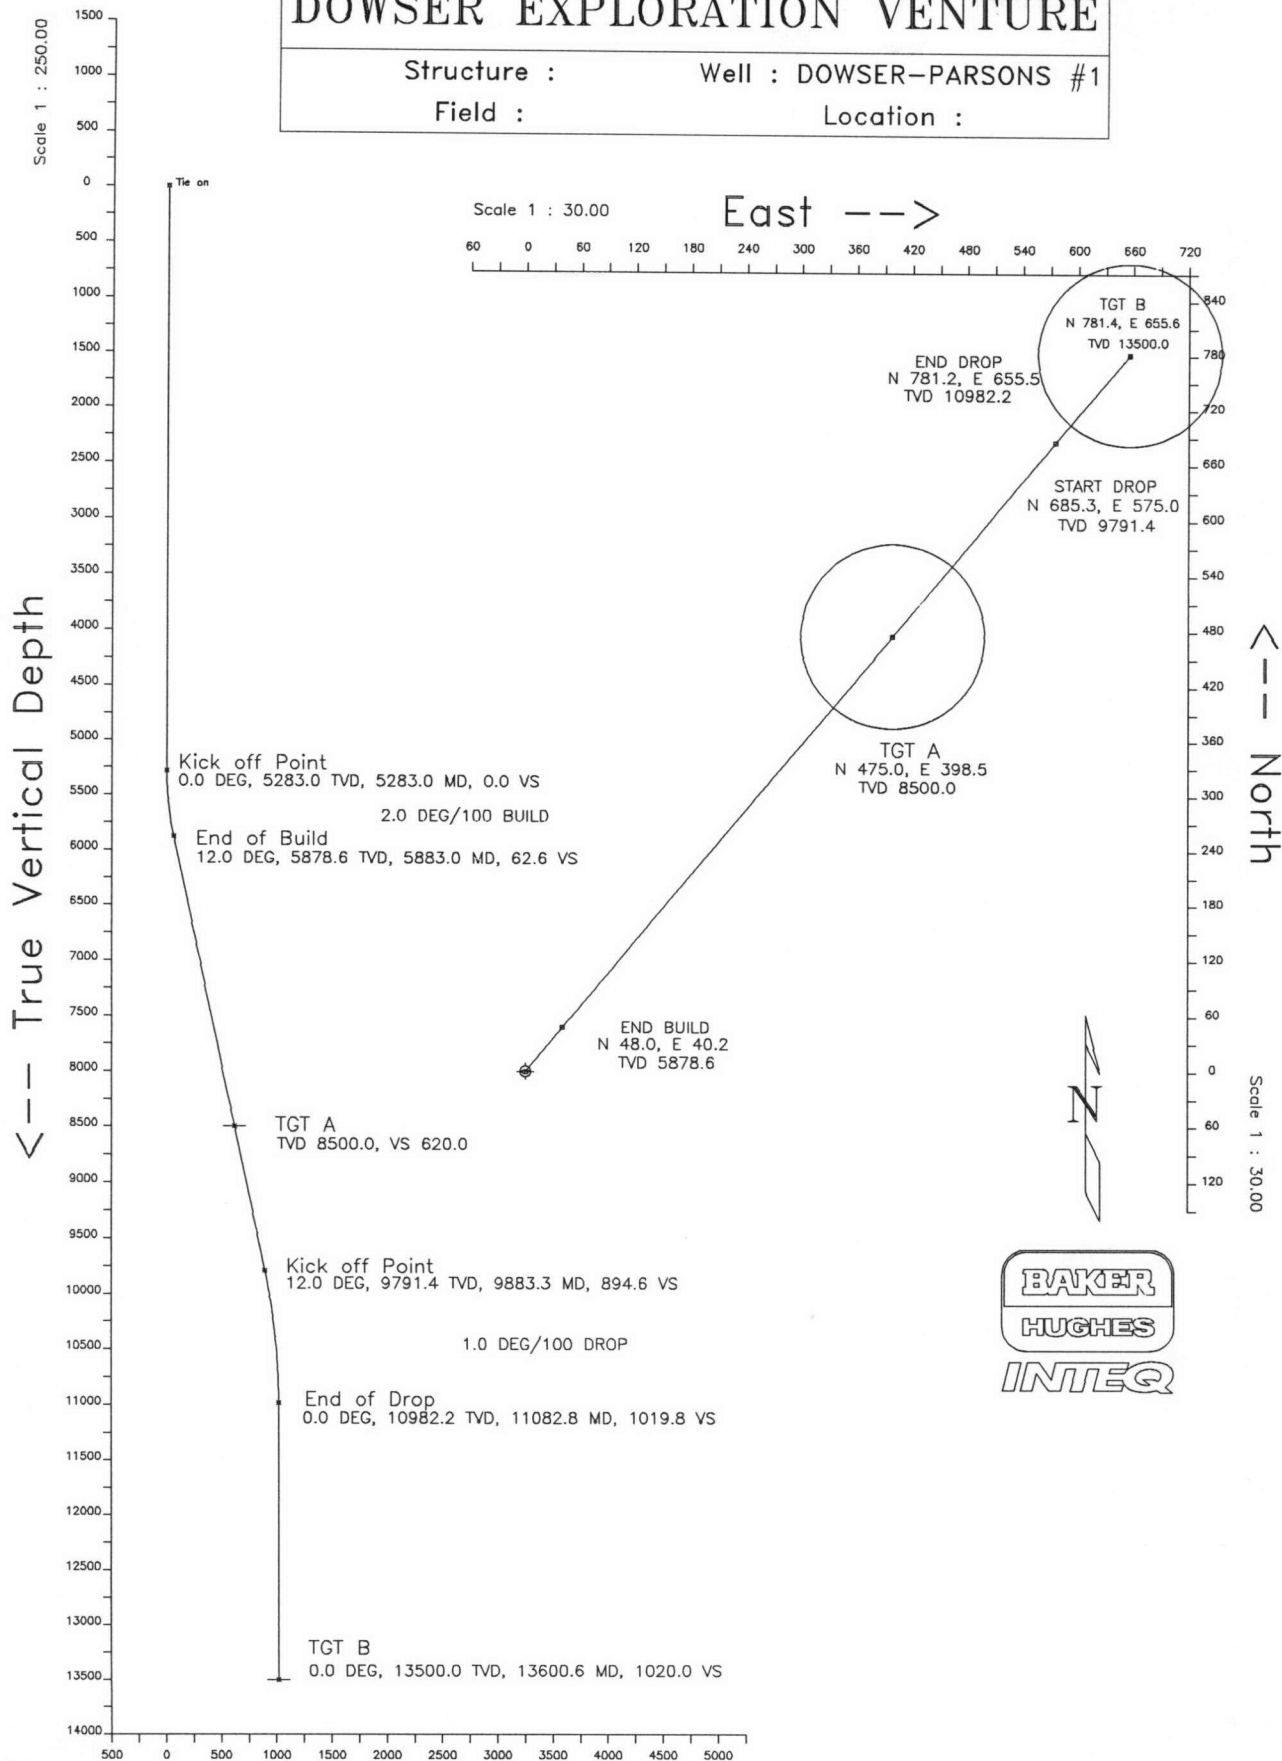 DOWSER EXPLORATION VENTURE
Structure :
Well : DOWSER-PARSONS #1
Field :
Location :
Scale 1 : 250.00
<-- True Vertical Depth
1500
1000
500
0
500
1000
1500
2000
2500
3000
3500
4000
4500
5000
5500
6000
6500
7000
7500
8000
8500
9000
9500
10000
10500
11000
11500
12000
12500
13000
13500
14000
500 0 500 1000 1500 2000 2500 3000 3500 4000 4500 5000
Tie on
Kick off Point
0.0 DEG, 5283.0 TVD, 5283.0 MD, 0.0 VS
2.0 DEG/100 BUILD
End of Build
12.0 DEG, 5878.6 TVD, 5883.0 MD, 62.6 VS
TGT A
TVD 8500.0, VS 620.0
Kick off Point
12.0 DEG, 9791.4 TVD, 9883.3 MD, 894.6 VS
1.0 DEG/100 DROP
End of Drop
0.0 DEG, 10982.2 TVD, 11082.8 MD, 1019.8 VS
TGT B
0.0 DEG, 13500.0 TVD, 13600.6 MD, 1020.0 VS
Scale 1 : 30.00
East -->
60 0 60 120 180 240 300 360 420 480 540 600 660 720
TGT B
N 781.4, E 655.6
TVD 13500.0
END DROP
N 781.2, E 655.5
TVD 10982.2
START DROP
N 685.3, E 575.0
TVD 9791.4
TGT A
N 475.0, E 398.5
TVD 8500.0
END BUILD
N 48.0, E 40.2
TVD 5878.6
840
780
720
660
600
540
480
420
360
300
240
180
120
60
0
60
120
<-- North
Scale 1 : 30.00
N
BAKER
HUGHES
INTEQ